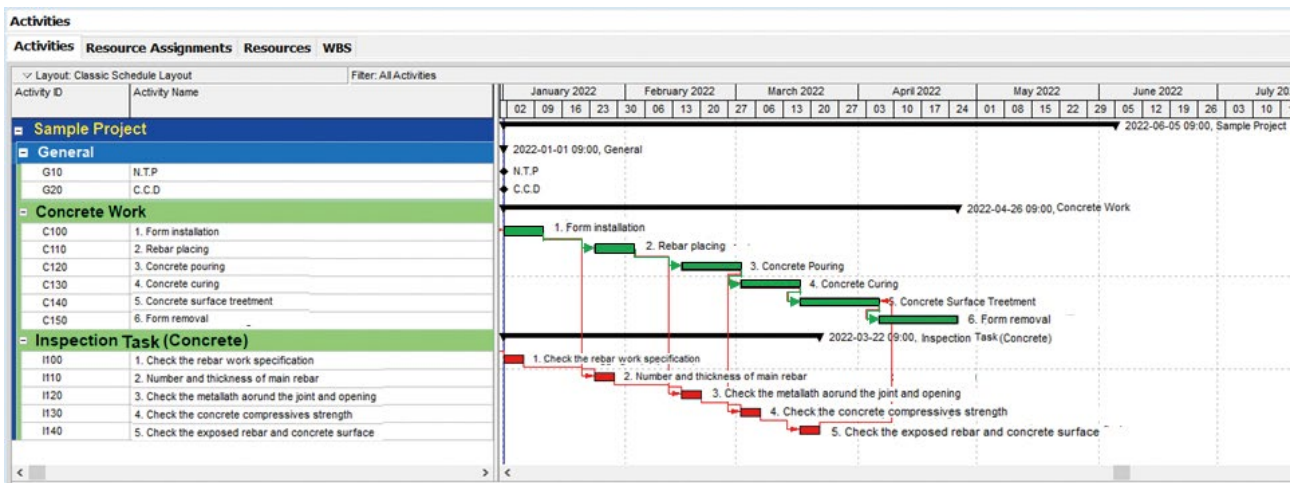 Activities
Activities Resource Assignments Resources WBS
Layout: Classic Schedule Layout Filter: All Activities
Activity ID Activity Name January 2022 February 2022 March 2022 April 2022 May 2022 June 2022 July 20
02 09 16 23 30 06 13 20 27 06 13 20 27 03 10 17 24 01 08 15 22 29 05 12 19 26 03 10
Sample Project 2022-06-05 09:00, Sample Project
General 2022-01-01 09:00, General
G10 N.T.P N.T.P
G20 C.C.D C.C.D
Concrete Work 2022-04-26 09:00, Concrete Work
C100 1. Form installation 1. Form installation
C110 2. Rebar placing 2. Rebar placing
C120 3. Concrete pouring 3. Concrete Pouring
C130 4. Concrete curing 4. Concrete Curing
C140 5. Concrete surface treetment 5. Concrete Surface Treetment
C150 6. Form removal 6. Form removal
Inspection Task (Concrete) 2022-03-22 09:00, Inspection Task (Concrete)
I100 1. Check the rebar work specification 1. Check the rebar work specification
I110 2. Number and thickness of main rebar 2. Number and thickness of main rebar
I120 3. Check the metallath aorund the joint and opening 3. Check the metallath aorund the joint and opening
I130 4. Check the concrete compressives strength 4. Check the concrete compressives strength
I140 5. Check the exposed rebar and concrete surface 5. Check the exposed rebar and concrete surface